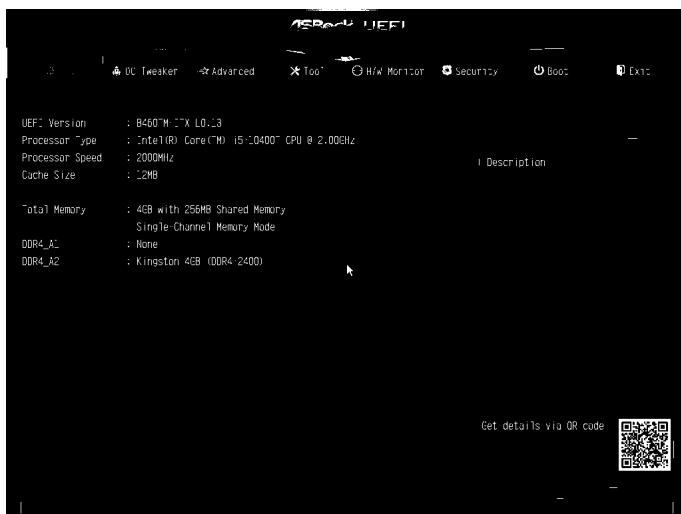 ASRock UEFI
OC Tweaker Advanced Tool H/W Monitor Security Boot Exit
UEFI Version : B460TM-ITX L0.13
Processor Type : Intel(R) Core(TM) i5-10400T CPU @ 2.00GHz
Processor Speed : 2000MHz
Description
Cache Size : 12MB
Total Memory : 4GB with 256MB Shared Memory
Single-Channel Memory Mode
DDR4_A1 : None
DDR4_A2 : Kingston 4GB (DDR4-2400)
Get details via QR code